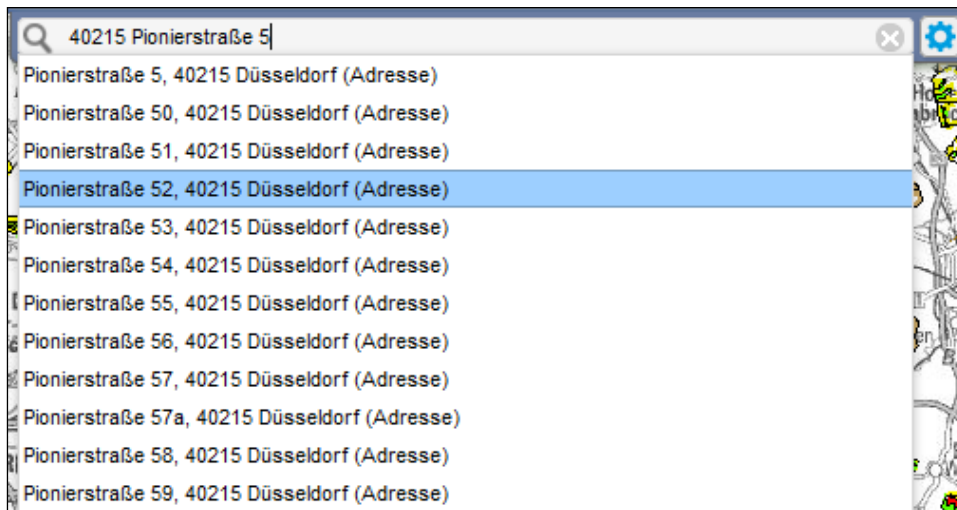 40215 Pionierstraße 5
Pionierstraße 5, 40215 Düsseldorf (Adresse)
Pionierstraße 50, 40215 Düsseldorf (Adresse)
Pionierstraße 51, 40215 Düsseldorf (Adresse)
Pionierstraße 52, 40215 Düsseldorf (Adresse)
Pionierstraße 53, 40215 Düsseldorf (Adresse)
Pionierstraße 54, 40215 Düsseldorf (Adresse)
Pionierstraße 55, 40215 Düsseldorf (Adresse)
Pionierstraße 56, 40215 Düsseldorf (Adresse)
Pionierstraße 57, 40215 Düsseldorf (Adresse)
Pionierstraße 57a, 40215 Düsseldorf (Adresse)
Pionierstraße 58, 40215 Düsseldorf (Adresse)
Pionierstraße 59, 40215 Düsseldorf (Adresse)